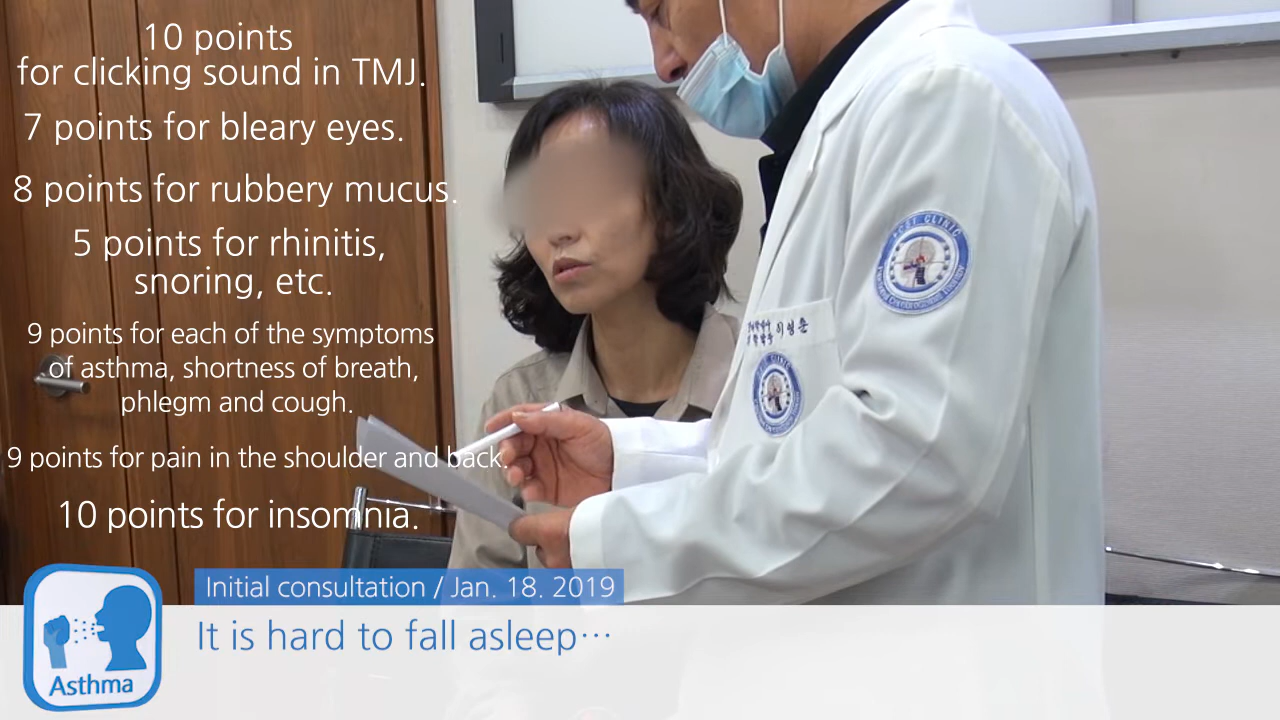 10 points
for clicking sound in TMJ.
7 points for bleary eyes.
8 points for rubbery mucus.
5 points for rhinitis,
snoring, etc.
9 points for each of the symptoms
of asthma, shortness of breath,
phlegm and cough.
9 points for pain in the shoulder and back.
10 points for insomnia.
Initial consultation / Jan. 18. 2019
It is hard to fall asleep…
Asthma
이영준